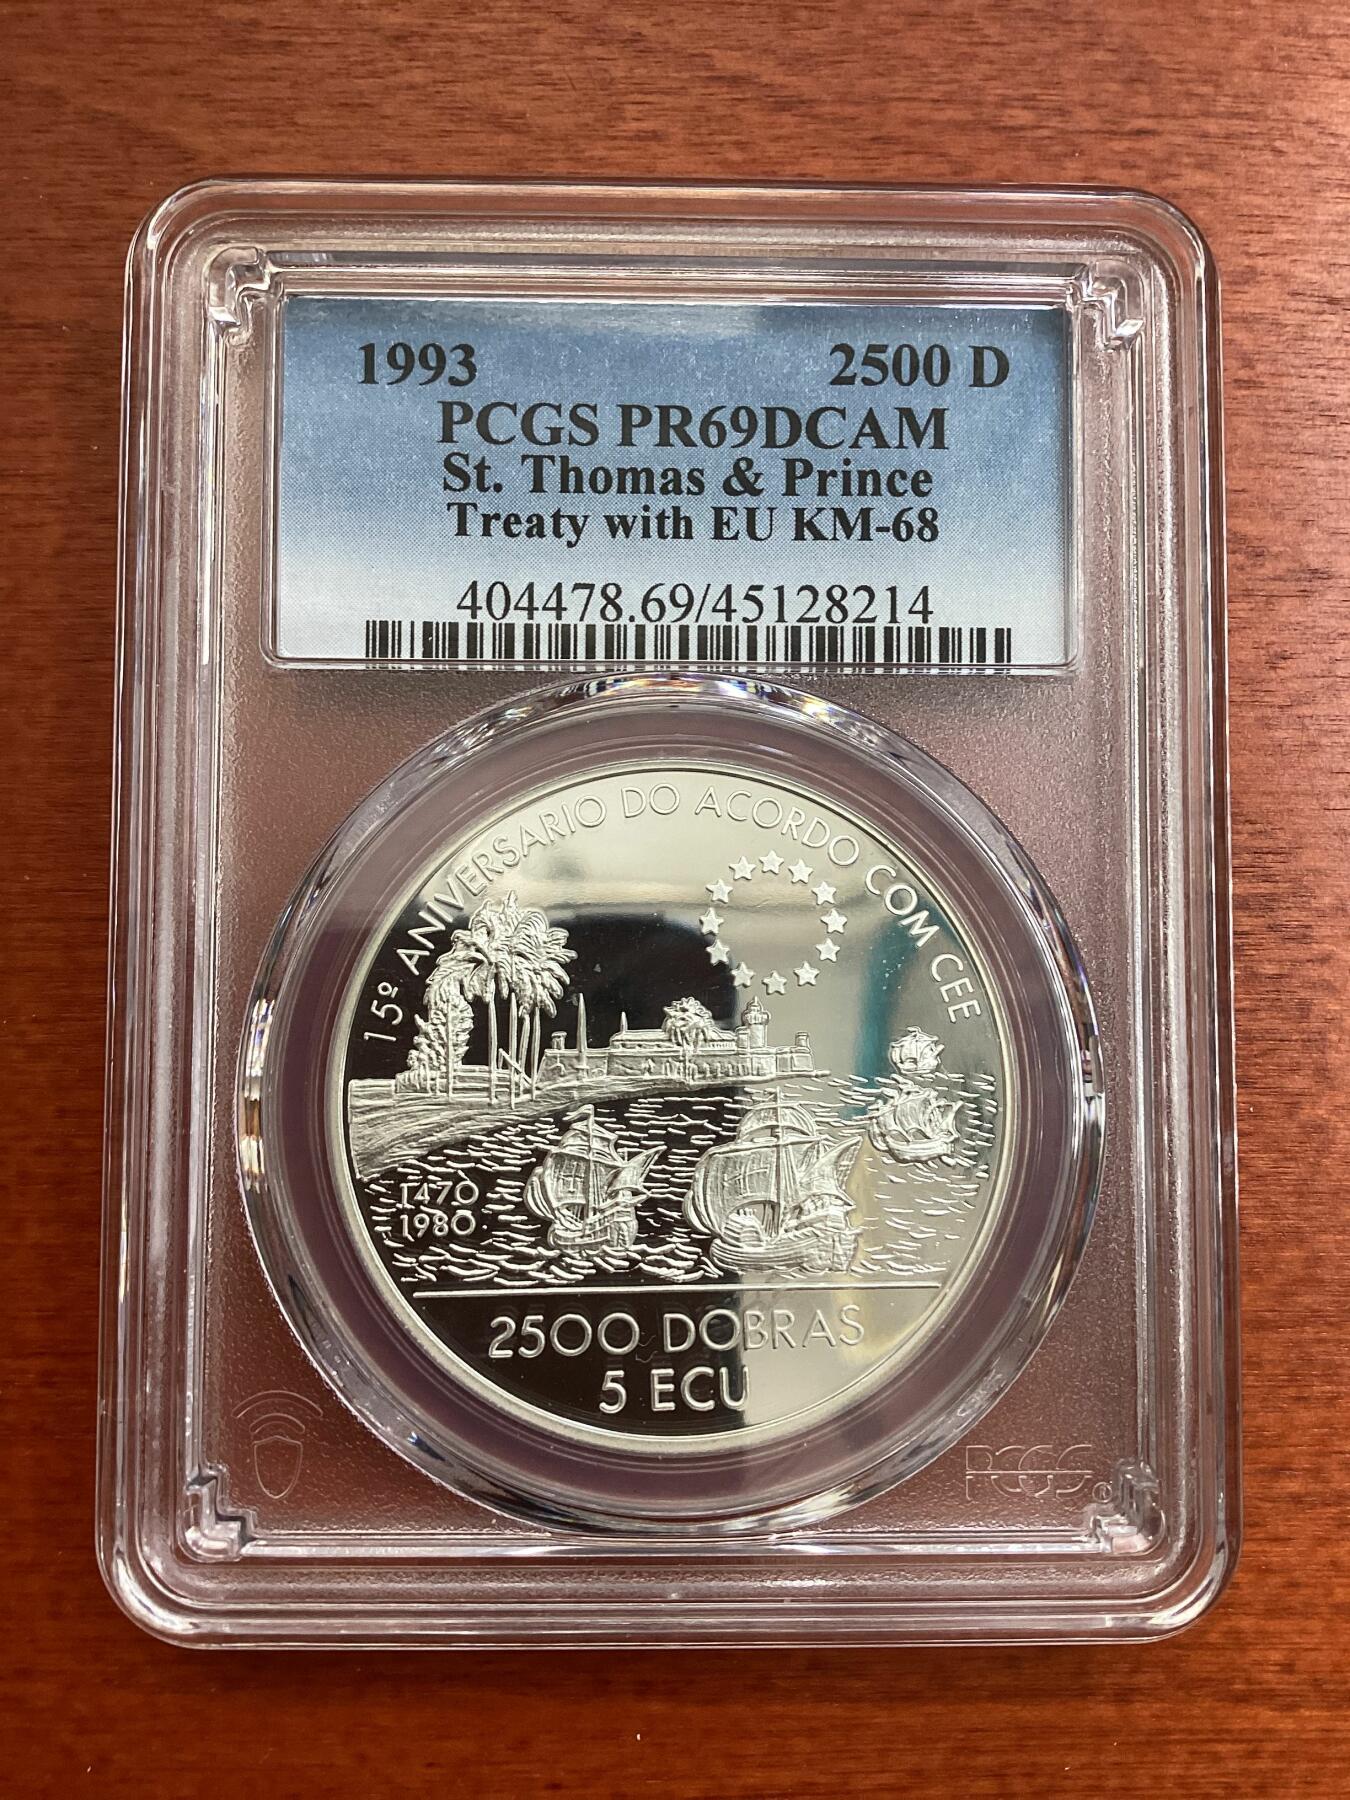 1993 2500 D
PCGS PR69DCAM
St. Thomas & Prince
Treaty with EU KM-68
404478.69/45128214
15º ANIVERSARIO DO ACORDO COM CEE
1470
1980
2500 DOBRAS
5 ECU
PCGS